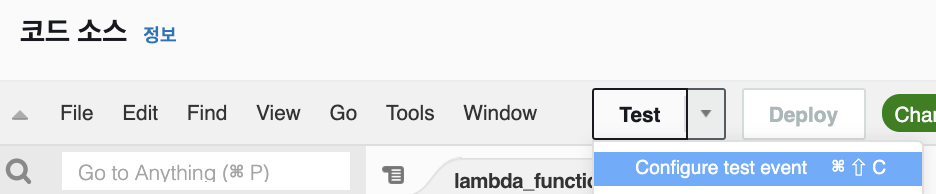 코드 소스 정보
File Edit Find View Go Tools Window Test Deploy
Go to Anything (⌘ P)
Configure test event ⌘ ⇧ C